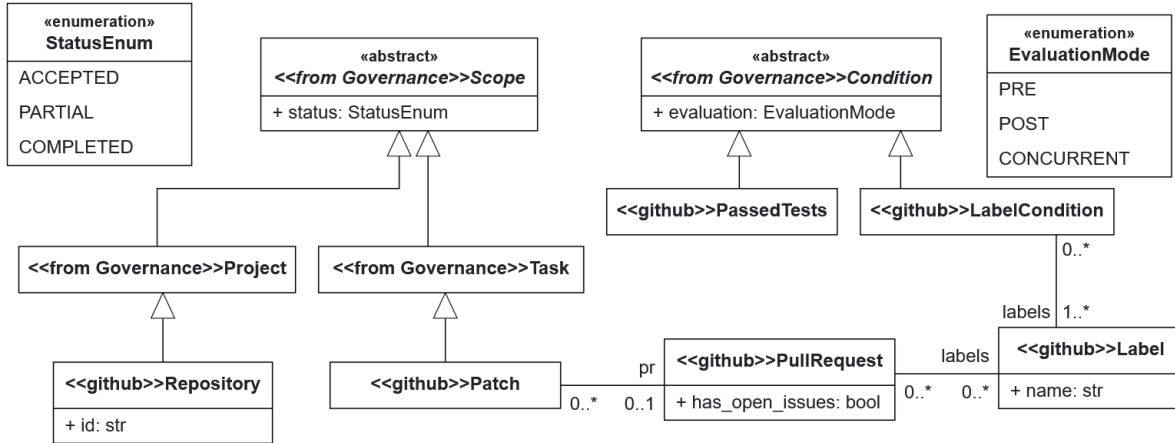 «enumeration»
StatusEnum
ACCEPTED
PARTIAL
COMPLETED
«abstract»
<<from Governance>>Scope
+ status: StatusEnum
«abstract»
<<from Governance>>Condition
+ evaluation: EvaluationMode
«enumeration»
EvaluationMode
PRE
POST
CONCURRENT
<<github>>PassedTests
<<github>>LabelCondition
0..*
<<from Governance>>Project
<<from Governance>>Task
labels
1..*
<<github>>Repository
+ id: str
<<github>>Patch
pr
0..*
0..1
<<github>>PullRequest
+ has_open_issues: bool
labels
0..*
0..*
<<github>>Label
+ name: str